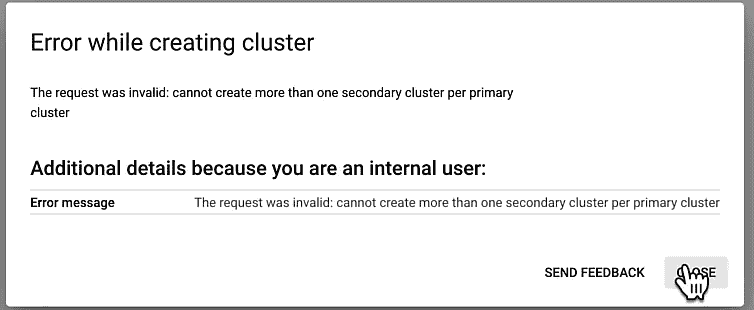 Error while creating cluster
The request was invalid: cannot create more than one secondary cluster per primary
cluster
Additional details because you are an internal user:
Error message The request was invalid: cannot create more than one secondary cluster per primary cluster
SEND FEEDBACK CLOSE